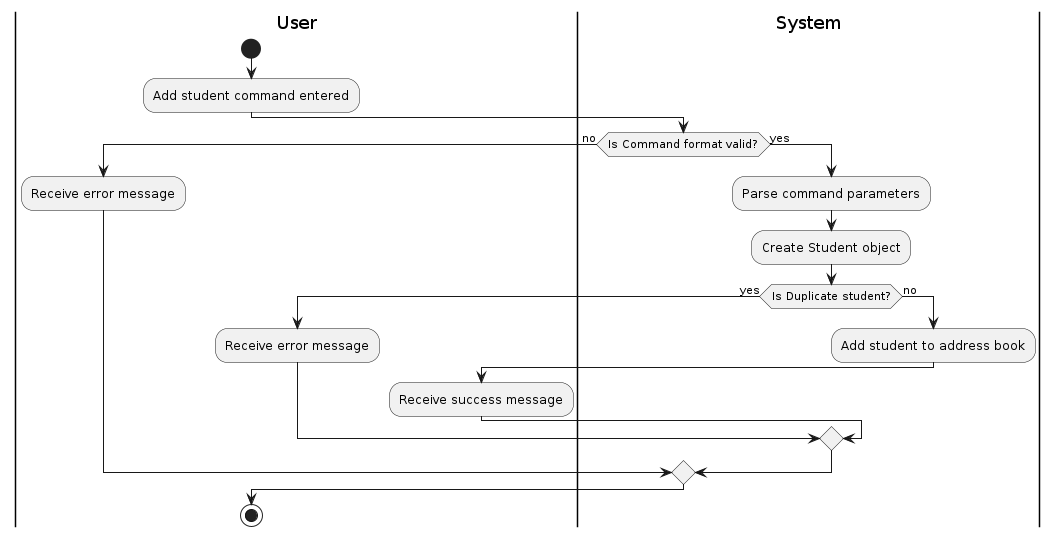 User
System
Add student command entered
no
Is Command format valid?
yes
Receive error message
Parse command parameters
Create Student object
yes
Is Duplicate student?
no
Receive error message
Add student to address book
Receive success message